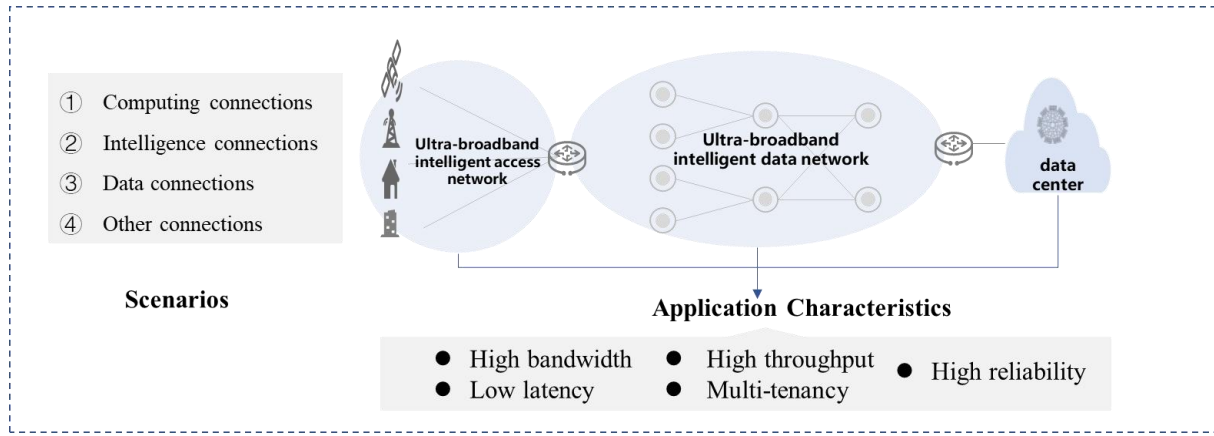 ① Computing connections
② Intelligence connections
③ Data connections
④ Other connections
Scenarios
Ultra-broadband
intelligent access
network
Ultra-broadband
intelligent data network
data
center
Application Characteristics
● High bandwidth
● Low latency
● High throughput
● Multi-tenancy
● High reliability